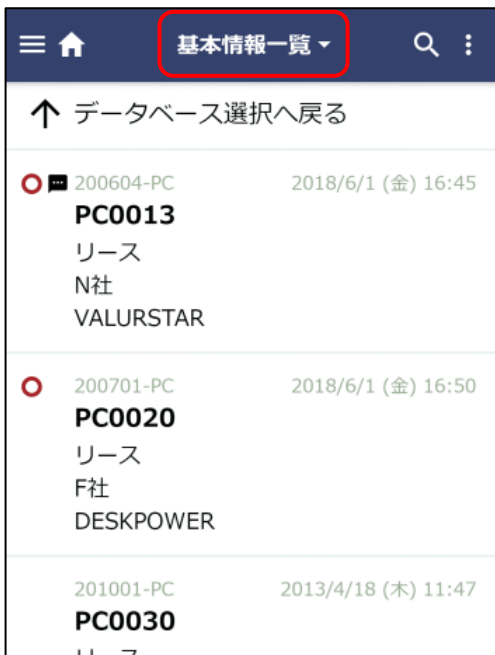 基本情報一覧
データベース選択へ戻る
200604-PC 2018/6/1 (金) 16:45
PC0013
リース
N社
VALURSTAR
200701-PC 2018/6/1 (金) 16:50
PC0020
リース
F社
DESKPOWER
201001-PC 2013/4/18 (木) 11:47
PC0030